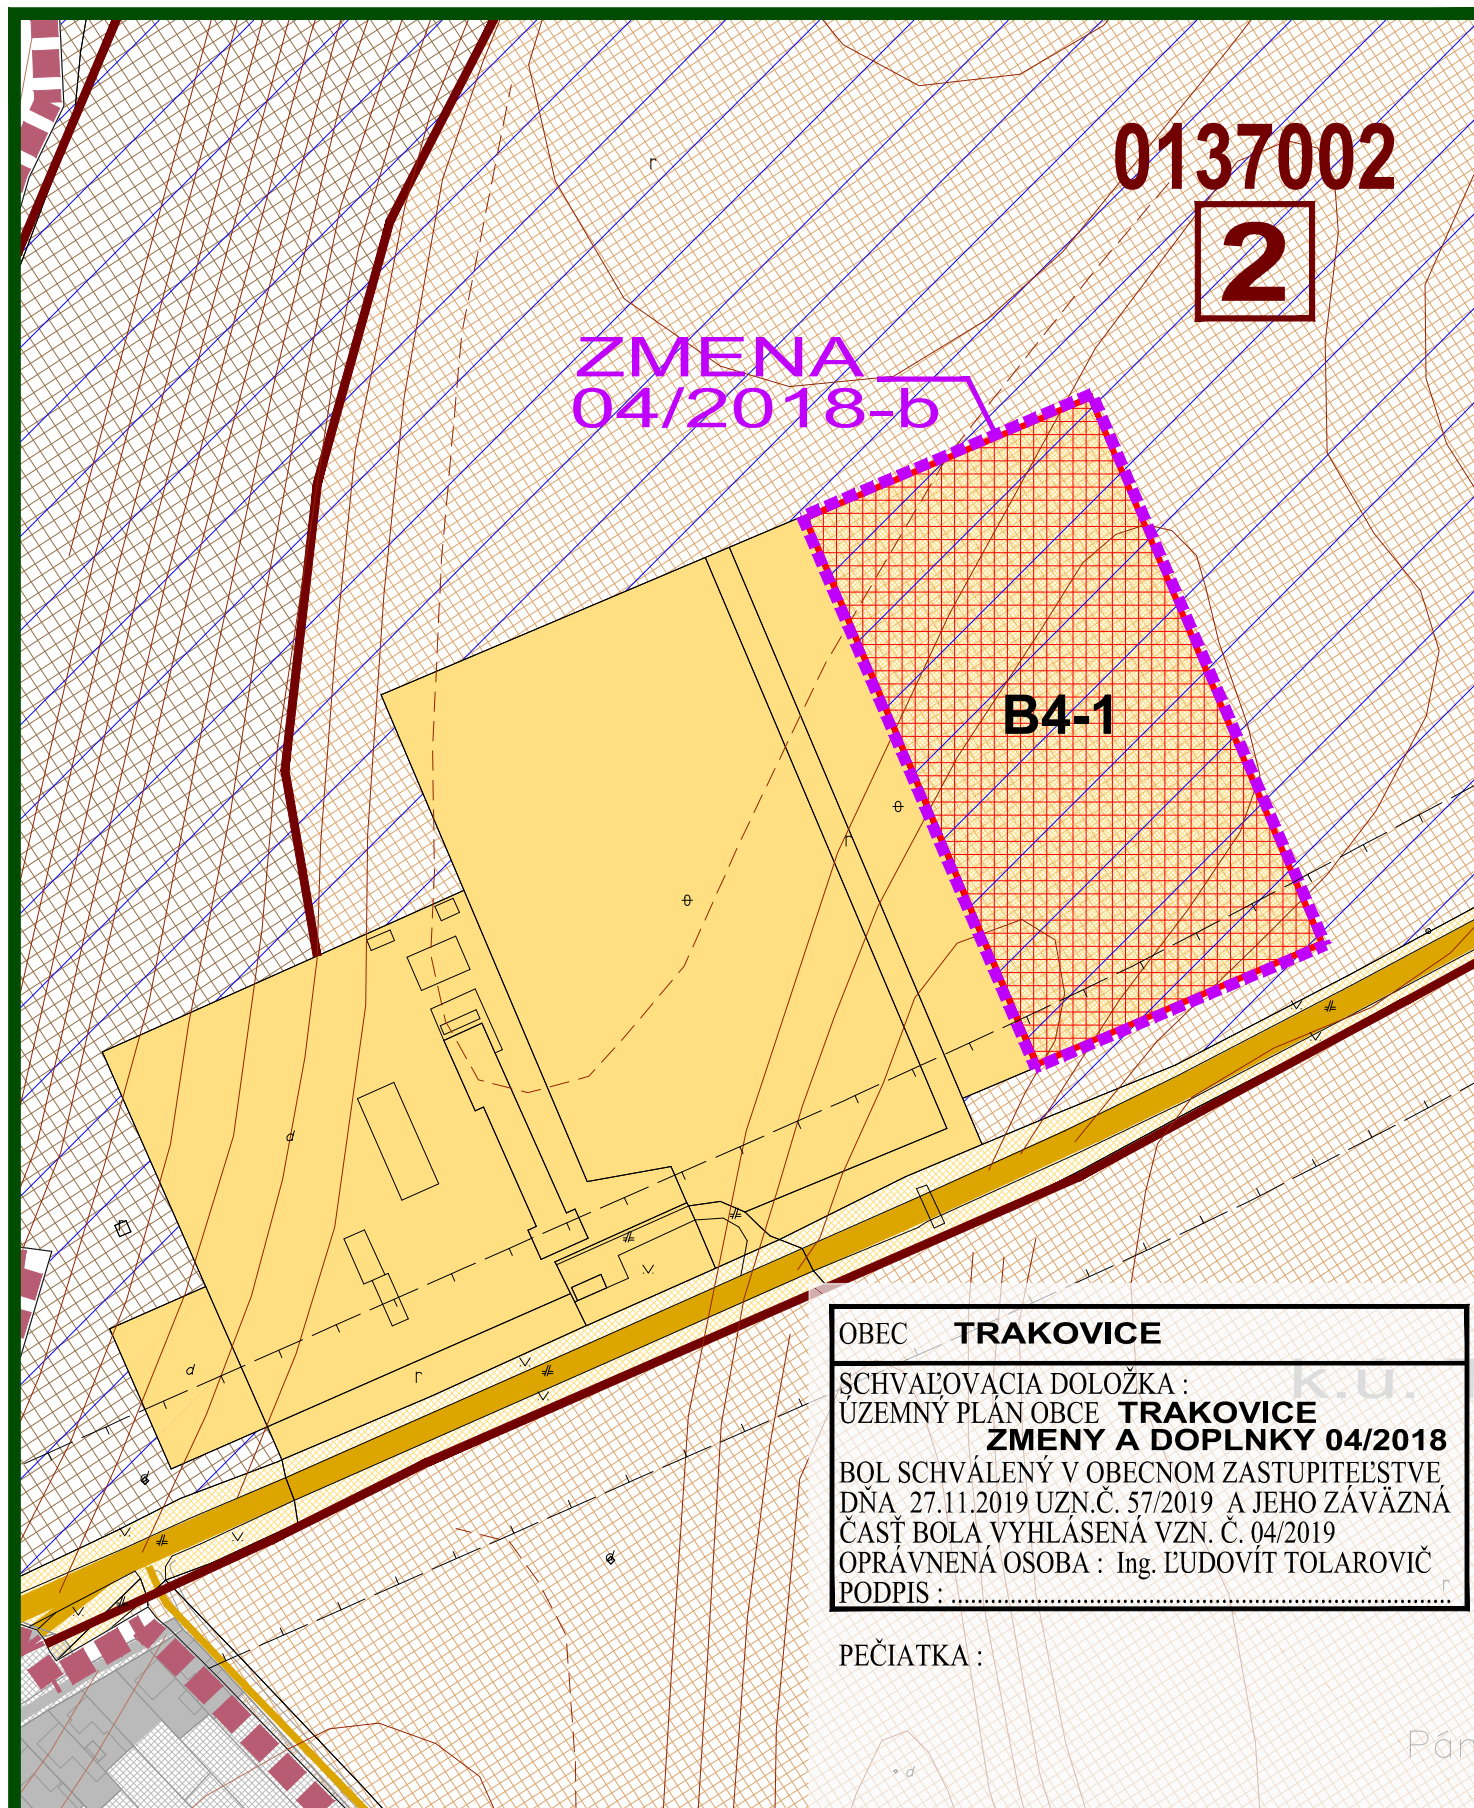 0137002
2
ZMENA
04/2018-b
B4-1
OBEC TRAKOVICE
SCHVAĽOVACIA DOLOŽKA :
ÚZEMNÝ PLÁN OBCE TRAKOVICE
ZMENY A DOPLNKY 04/2018
BOL SCHVÁLENÝ V OBECNOM ZASTUPITEĽSTVE
DŇA 27.11.2019 UZN.Č. 57/2019 A JEHO ZÁVÄZNÁ
ČASŤ BOLA VYHLÁSENÁ VZN. Č. 04/2019
OPRÁVNENÁ OSOBA : Ing. ĽUDOVÍT TOLAROVIČ
PODPIS : ................................................................................
PEČIATKA :
k.ú.
Pán